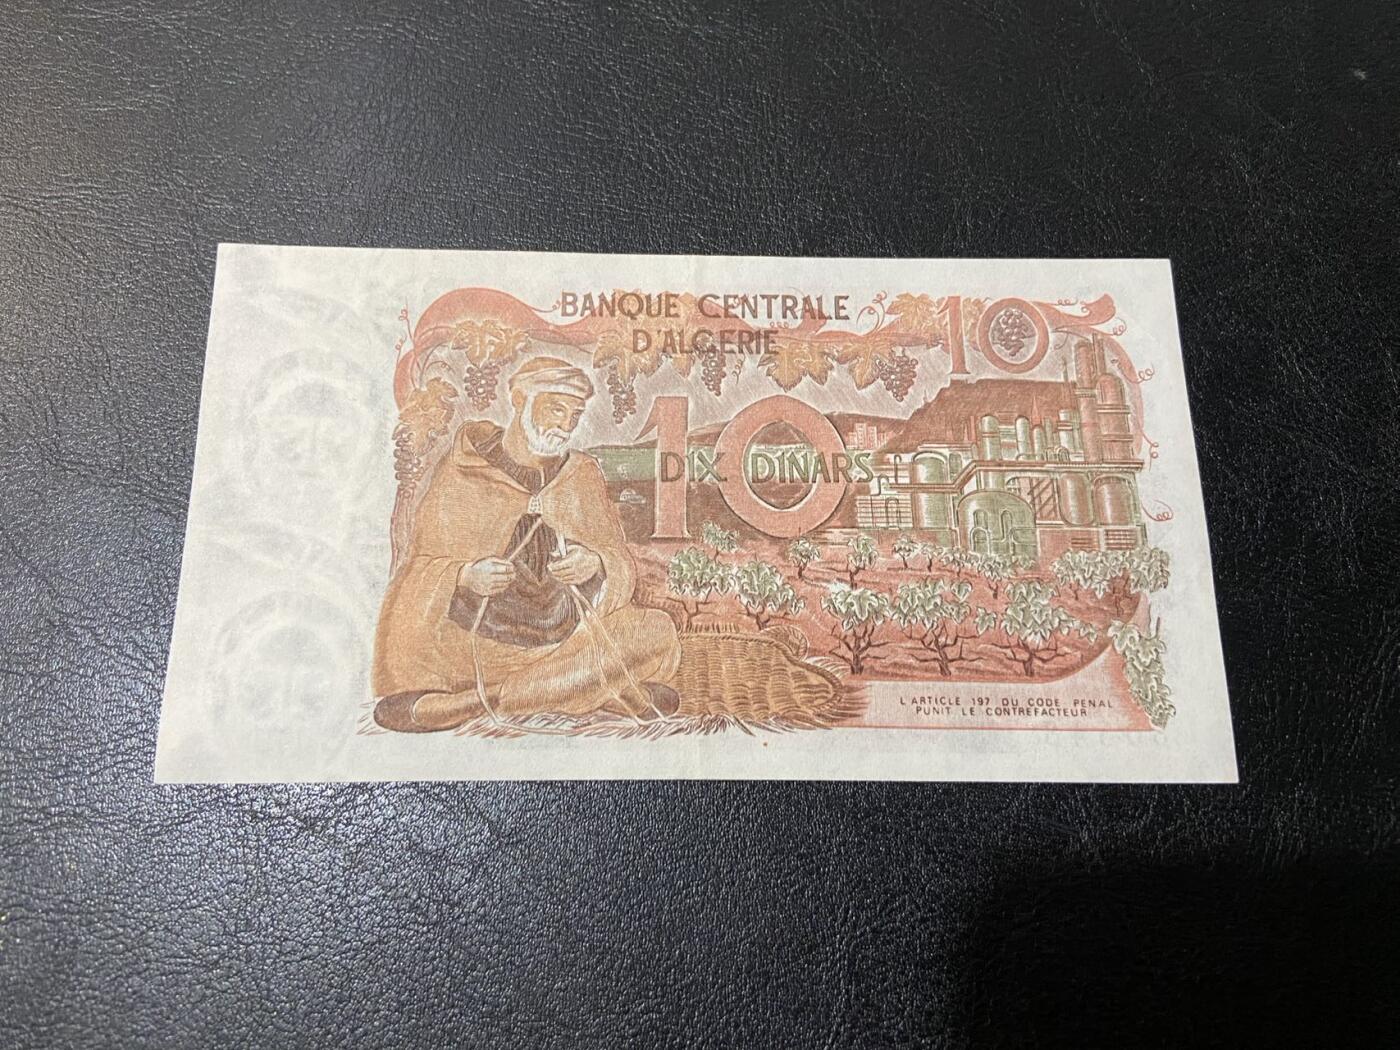 BANQUE CENTRALE
D'ALGERIE
10
10
DIX DINARS
L'ARTICLE 197 DU CODE PENAL
PUNIT LE CONTREFACTEUR